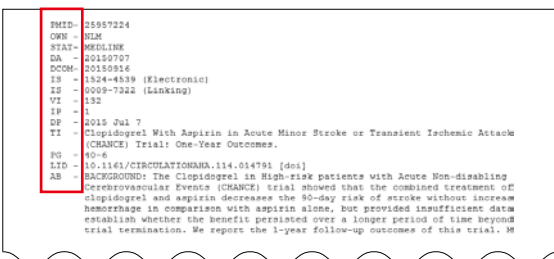 PMID- 25957224
OWN - NLM
STAT- MEDLINE
DA  - 20150707
DCOM- 20150916
IS  - 1524-4539 (Electronic)
IS  - 0009-7322 (Linking)
VI  - 132
IP  - 1
DP  - 2015 Jul 7
TI  - Clopidogrel With Aspirin in Acute Minor Stroke or Transient Ischemic Attack
(CHANCE) Trial: One-Year Outcomes.
PG  - 40-6
LID - 10.1161/CIRCULATIONAHA.114.014791 [doi]
AB  - BACKGROUND: The Clopidogrel in High-risk patients with Acute Non-disabling
Cerebrovascular Events (CHANCE) trial showed that the combined treatment of
clopidogrel and aspirin decreases the 90-day risk of stroke without increas
hemorrhage in comparison with aspirin alone, but provided insufficient data
establish whether the benefit persisted over a longer period of time beyond
trial termination. We report the 1-year follow-up outcomes of this trial. M